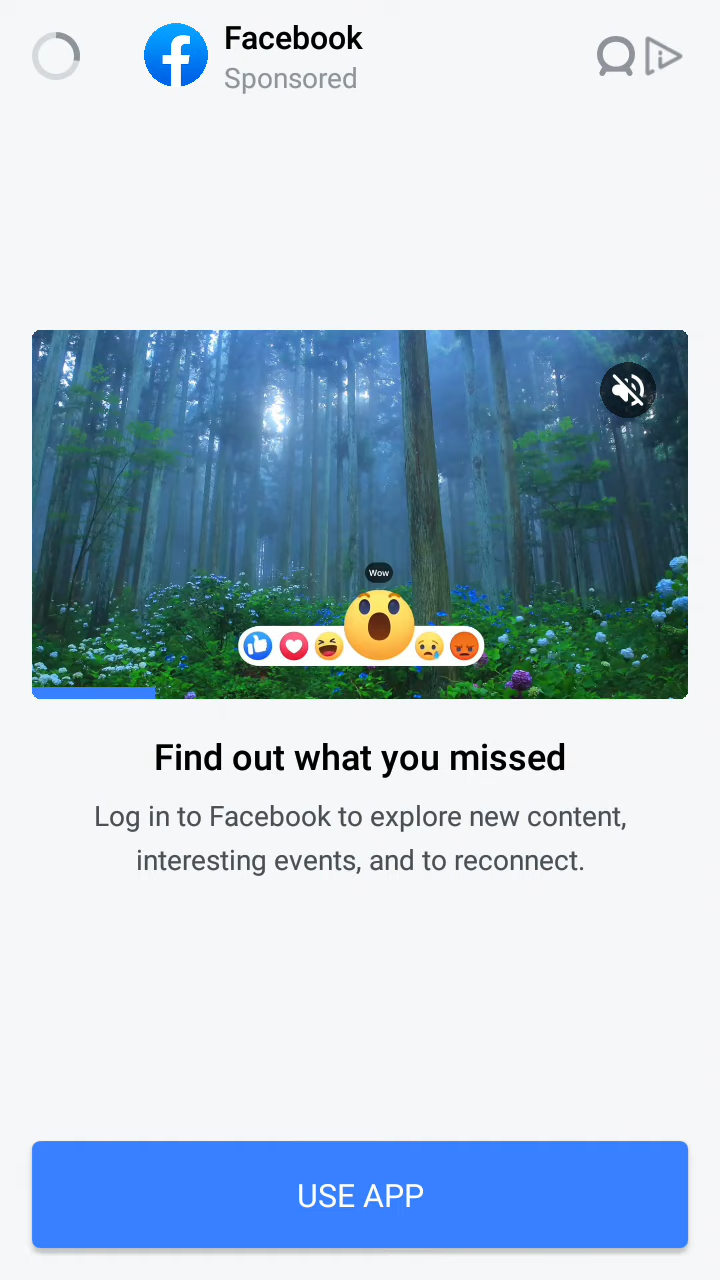 Facebook
Sponsored
Wow
Find out what you missed
Log in to Facebook to explore new content,
interesting events, and to reconnect.
USE APP